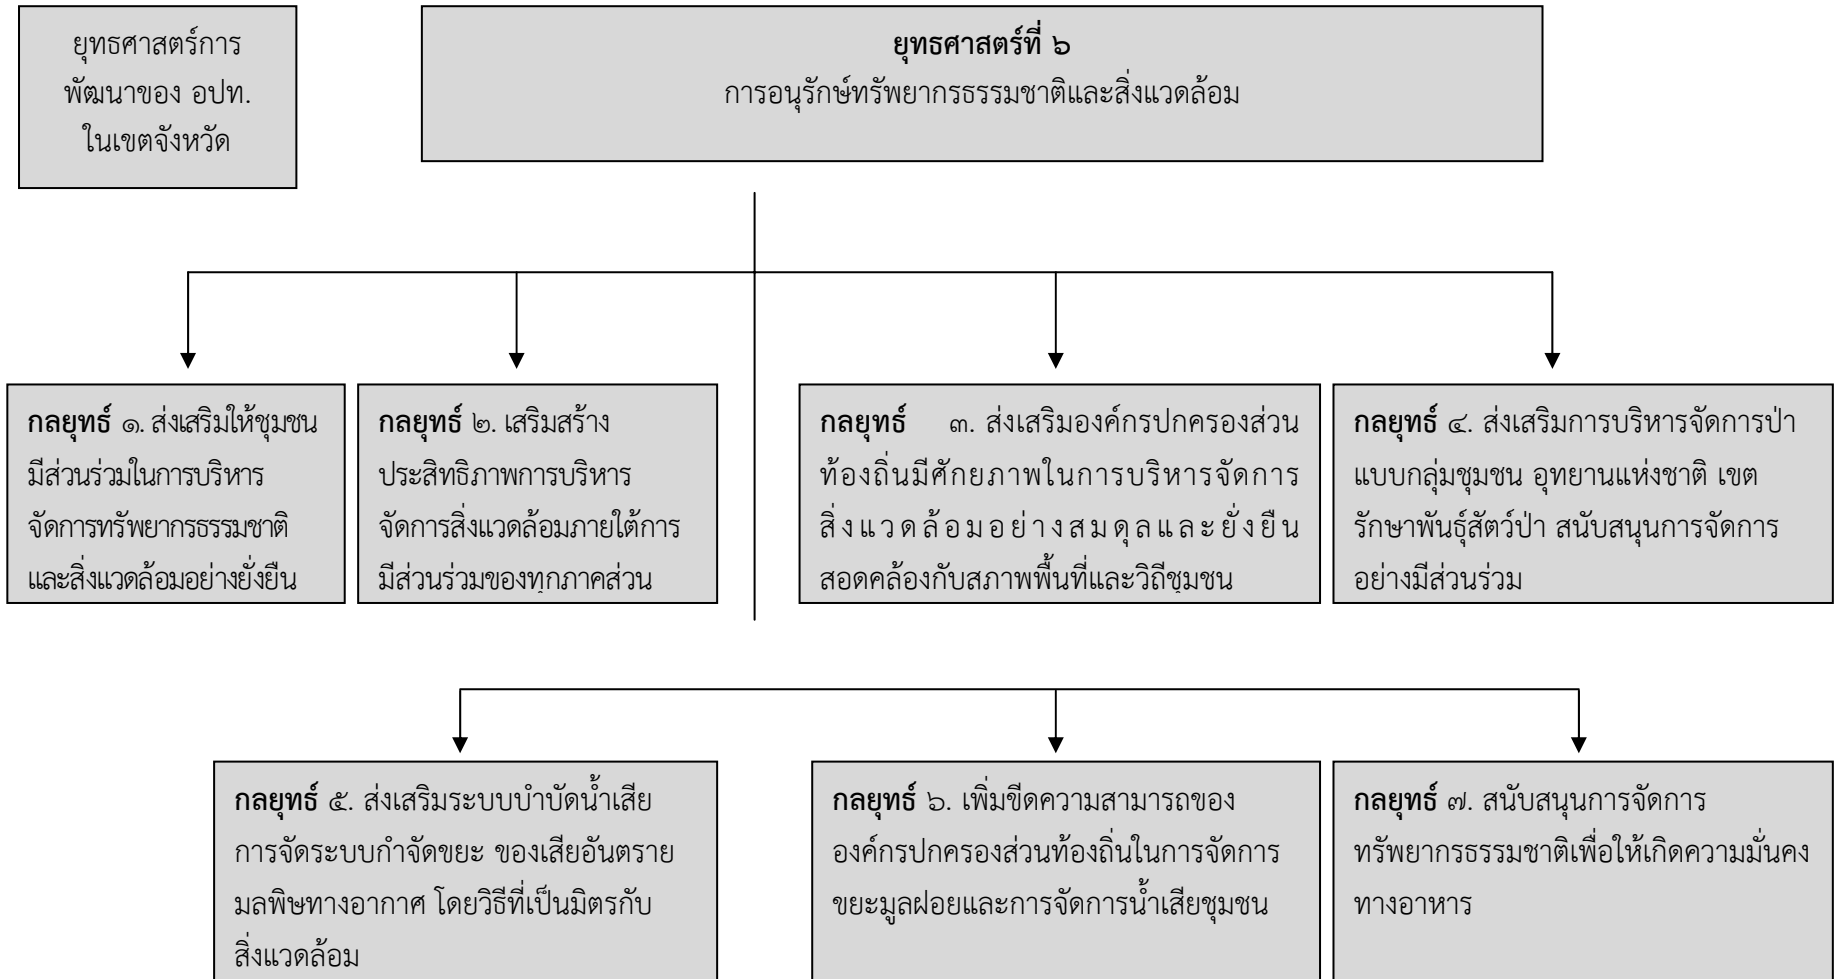 ยุทธศาสตร์การ
พัฒนาของ อปท.
ในเขตจังหวัด
ยุทธศาสตร์ที่ ๖
การอนุรักษ์ทรัพยากรธรรมชาติและสิ่งแวดล้อม
กลยุทธ์ ๑. ส่งเสริมให้ชุมชน
มีส่วนร่วมในการบริหาร
จัดการทรัพยากรธรรมชาติ
และสิ่งแวดล้อมอย่างยั่งยืน
กลยุทธ์ ๒. เสริมสร้าง
ประสิทธิภาพการบริหาร
จัดการสิ่งแวดล้อมภายใต้การ
มีส่วนร่วมของทุกภาคส่วน
กลยุทธ์ ๓. ส่งเสริมองค์กรปกครองส่วน
ท้องถิ่นมีศักยภาพในการบริหารจัดการ
สิ่งแวดล้อมอย่างสมดุลและยั่งยืน
สอดคล้องกับสภาพพื้นที่และวิถีชุมชน
กลยุทธ์ ๔. ส่งเสริมการบริหารจัดการป่า
แบบกลุ่มชุมชน อุทยานแห่งชาติ เขต
รักษาพันธุ์สัตว์ป่า สนับสนุนการจัดการ
อย่างมีส่วนร่วม
กลยุทธ์ ๕. ส่งเสริมระบบบำบัดน้ำเสีย
การจัดระบบกำจัดขยะ ของเสียอันตราย
มลพิษทางอากาศ โดยวิธีที่เป็นมิตรกับ
สิ่งแวดล้อม
กลยุทธ์ ๖. เพิ่มขีดความสามารถของ
องค์กรปกครองส่วนท้องถิ่นในการจัดการ
ขยะมูลฝอยและการจัดการน้ำเสียชุมชน
กลยุทธ์ ๗. สนับสนุนการจัดการ
ทรัพยากรธรรมชาติเพื่อให้เกิดความมั่นคง
ทางอาหาร